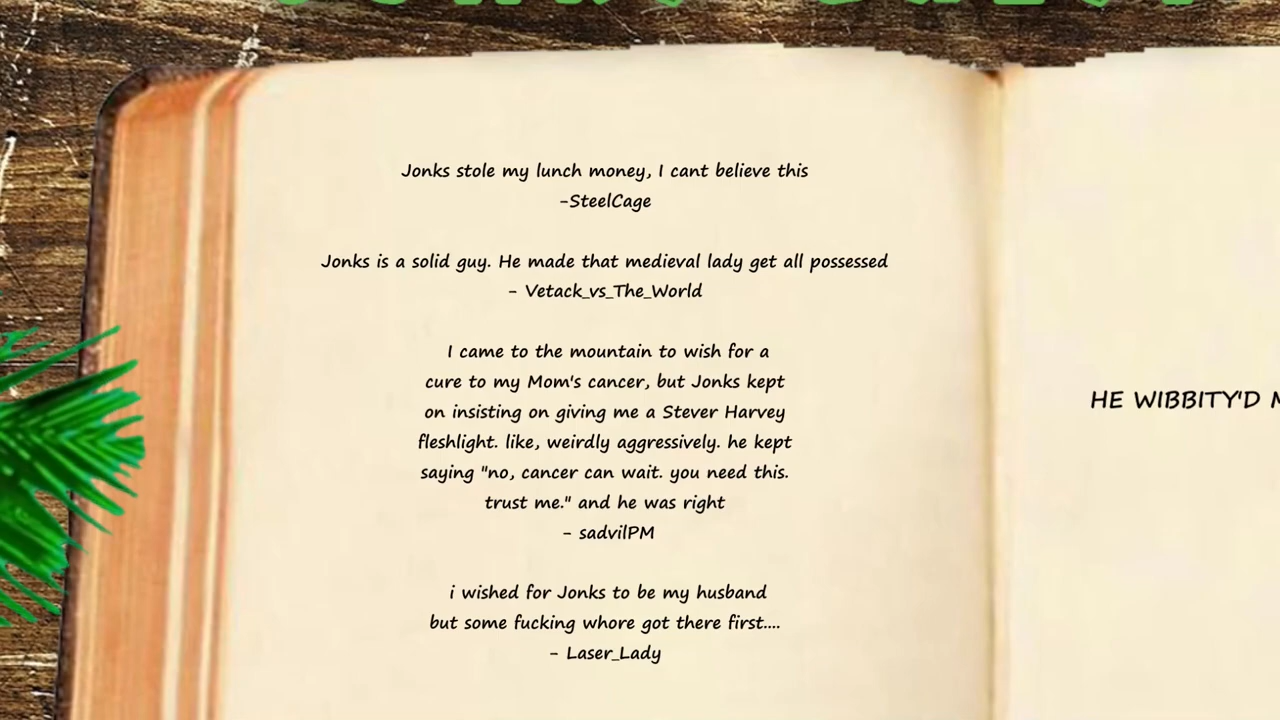 Jonks stole my lunch money, I cant believe this
-SteelCage
Jonks is a solid guy. He made that medieval lady get all possessed
- Vetack_vs_The_World
I came to the mountain to wish for a
cure to my Mom's cancer, but Jonks kept
on insisting on giving me a Stever Harvey
fleshlight. like, weirdly aggressively. he kept
saying "no, cancer can wait. you need this.
trust me." and he was right
- sadvilPM
i wished for Jonks to be my husband
but some fucking whore got there first....
- Laser_Lady
HE WIBBITY'D